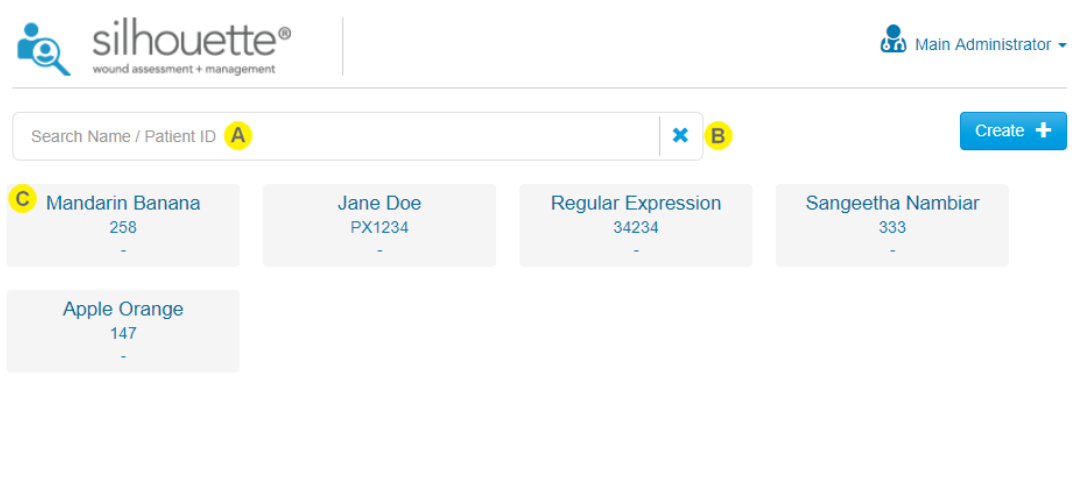 silhouette®
wound assessment + management
Main Administrator
Search Name / Patient ID A
B
Create +
C Mandarin Banana
258
-
Jane Doe
PX1234
-
Regular Expression
34234
-
Sangeetha Nambiar
333
-
Apple Orange
147
-